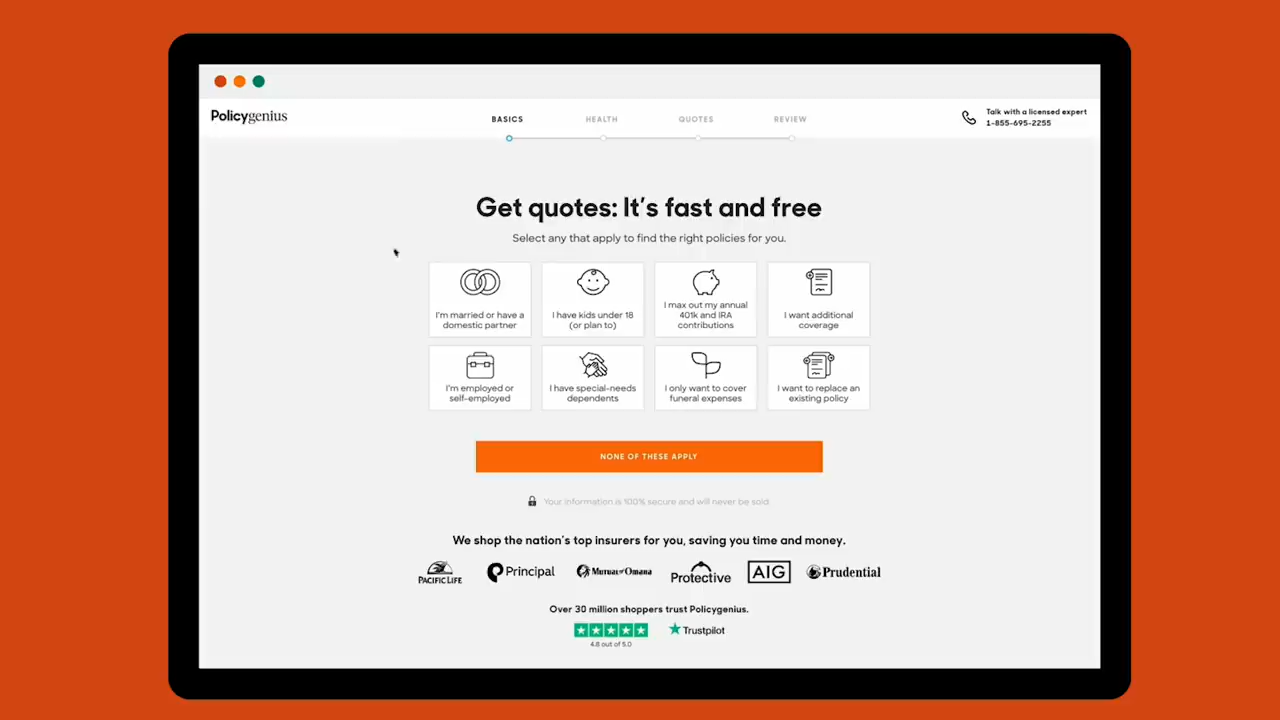 Policygenius
BASICS
HEALTH
QUOTES
REVIEW
Talk with a licensed expert
1-855-695-2255
Get quotes: It's fast and free
Select any that apply to find the right policies for you.
I'm married or have a
domestic partner
I have kids under 18
(or plan to)
I max out my annual
401k and IRA
contributions
I want additional
coverage
I'm employed or
self-employed
I have special-needs
dependents
I only want to cover
funeral expenses
I want to replace an
existing policy
NONE OF THESE APPLY
Your information is 100% secure and will never be sold.
We shop the nation's top insurers for you, saving you time and money.
PACIFIC LIFE
Principal
MUTUAL of OMAHA
Protective
AIG
Prudential
Over 30 million shoppers trust Policygenius.
Trustpilot
4.8 out of 5.0